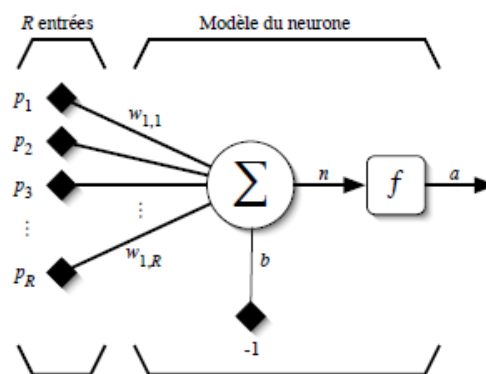 R entrées
Modèle du neurone
p1
w1,1
p2
p3
n
f
a
⋮
⋮
w1,R
b
pR
-1
Σ